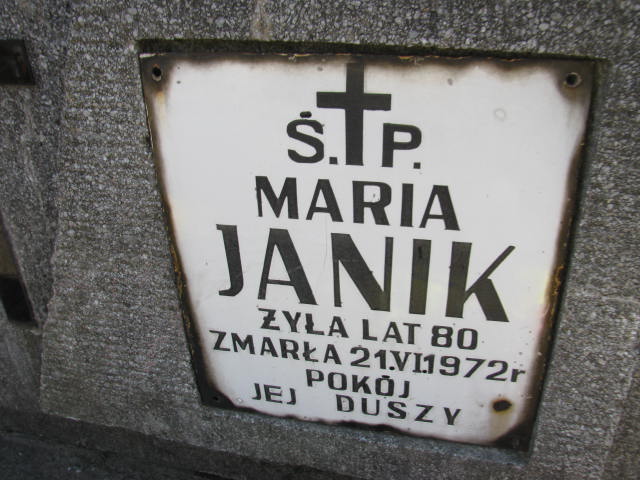 Ś. P.
MARIA
JANIK
ŻYŁA LAT 80
ZMARŁA 21.VI.1972r
POKÓJ
JEJ DUSZY